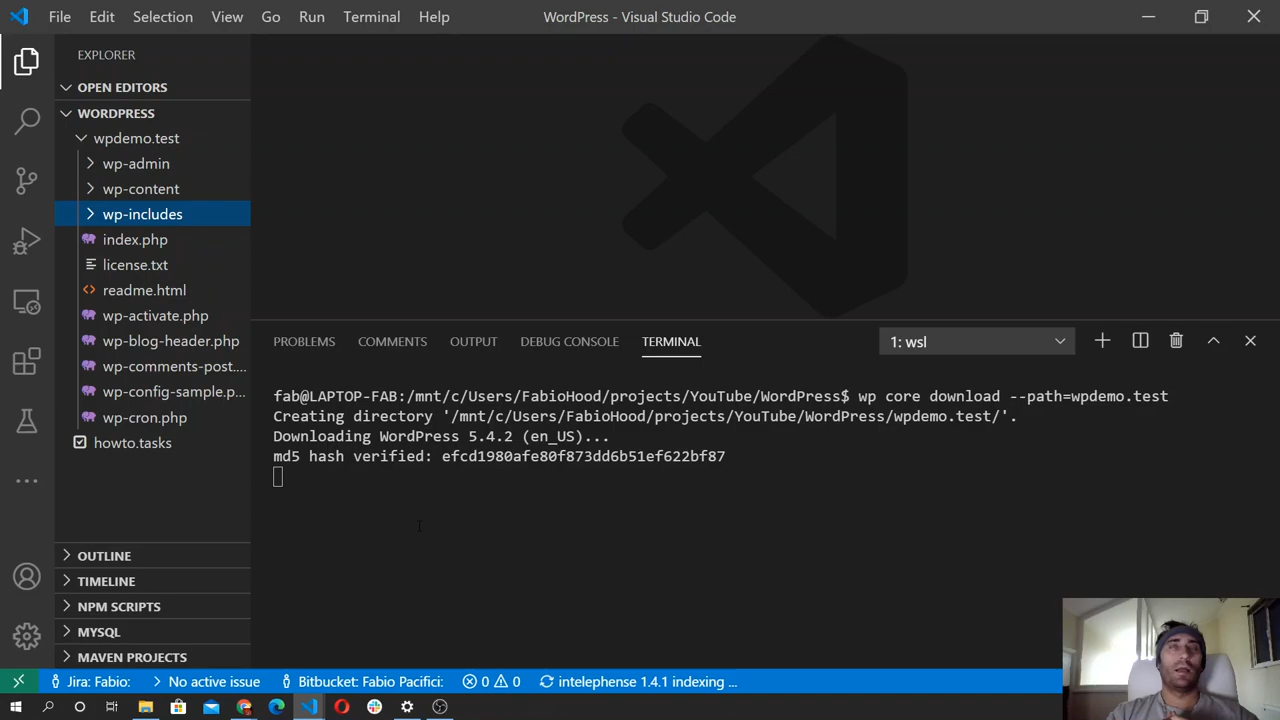 File Edit Selection View Go Run Terminal Help WordPress - Visual Studio Code
EXPLORER
OPEN EDITORS
WORDPRESS
wpdemo.test
wp-admin
wp-content
wp-includes
index.php
license.txt
readme.html
wp-activate.php
wp-blog-header.php
wp-comments-post....
wp-config-sample.p...
wp-cron.php
howto.tasks
OUTLINE
TIMELINE
NPM SCRIPTS
MYSQL
MAVEN PROJECTS
PROBLEMS COMMENTS OUTPUT DEBUG CONSOLE TERMINAL 1: wsl
fab@LAPTOP-FAB:/mnt/c/Users/FabioHood/projects/YouTube/WordPress$ wp core download --path=wpdemo.test
Creating directory '/mnt/c/Users/FabioHood/projects/YouTube/WordPress/wpdemo.test/'.
Downloading WordPress 5.4.2 (en_US)...
md5 hash verified: efcd1980afe80f873dd6b51ef622bf87
Jira: Fabio: No active issue Bitbucket: Fabio Pacifici: 0 0 intelephense 1.4.1 indexing ...